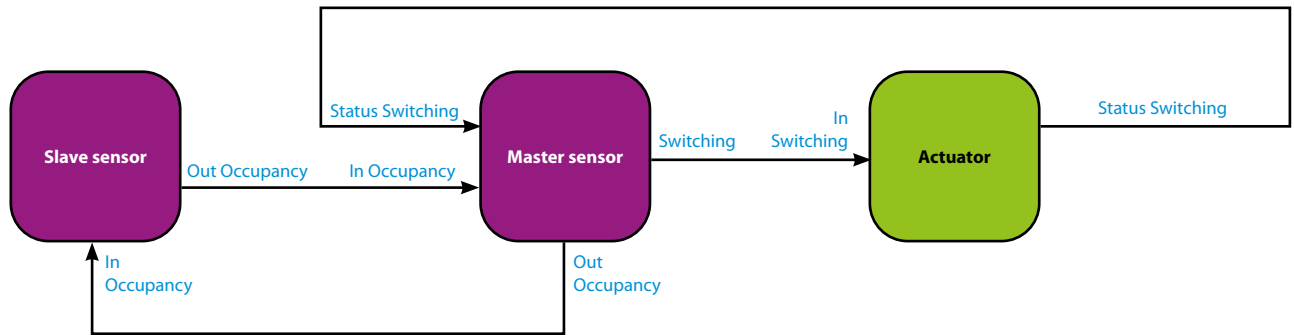 Status Switching
In
Switching
Status Switching
Slave sensor
Master sensor
Switching
Actuator
Out Occupancy
In Occupancy
In
Occupancy
Out
Occupancy